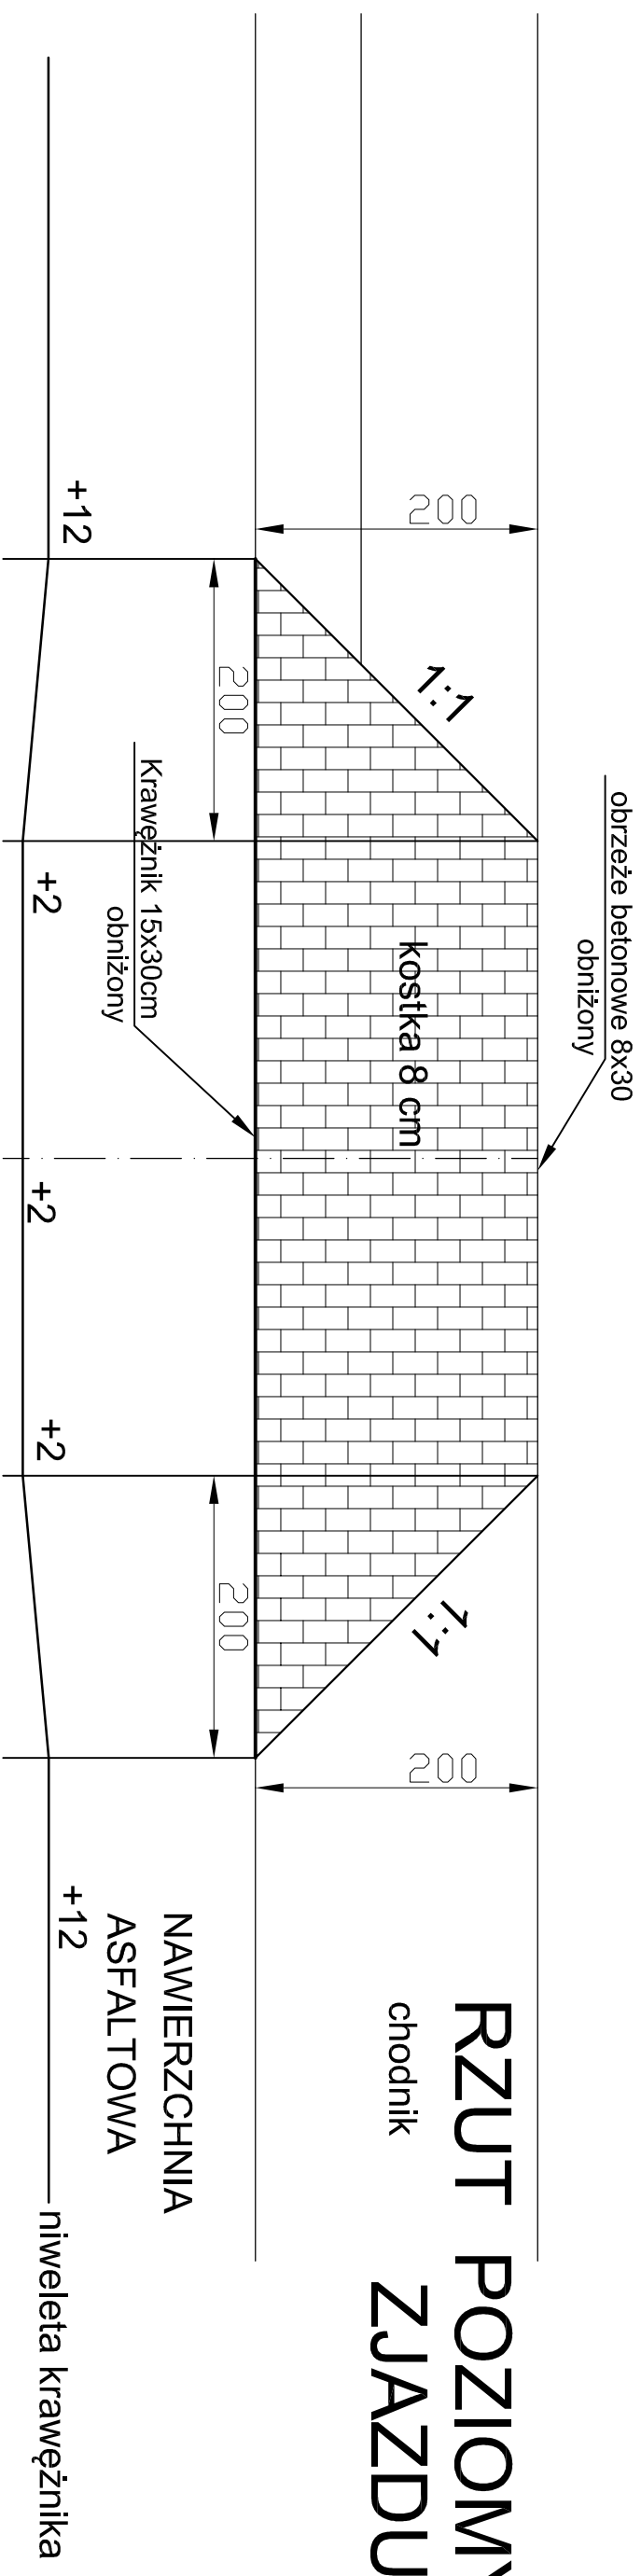 RZUT POZIOMY
ZJAZDU
obrzeże betonowe 8x30
obniżony
200
1:1
kostka 8 cm
1:1
200
chodnik
200
200
Krawężnik 15x30cm
obniżony
NAWIERZCHNIA
ASFALTOWA
+12
+2
+2
+2
+12
niweleta krawężnika